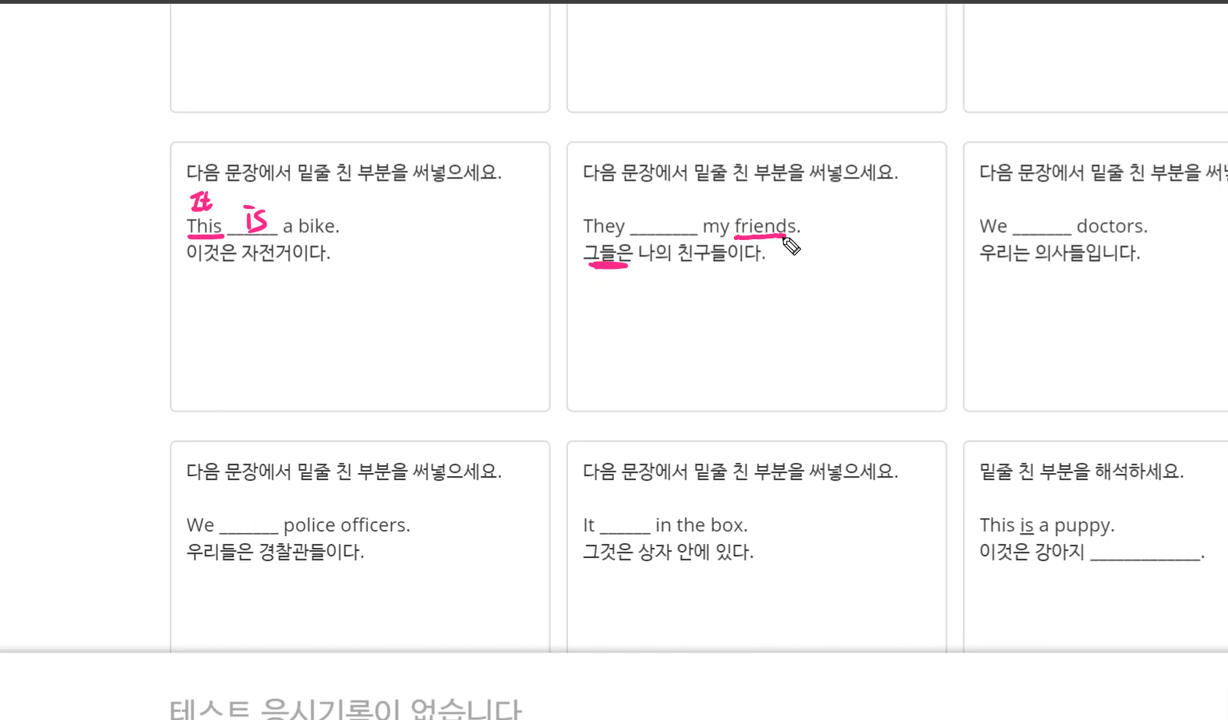 다음 문장에서 밑줄 친 부분을 써넣으세요.
It
This ______ a bike.
is
이것은 자전거이다.
다음 문장에서 밑줄 친 부분을 써넣으세요.
They ________ my friends.
그들은 나의 친구들이다.
다음 문장에서 밑줄 친 부분을 써
We _______ doctors.
우리는 의사들입니다.
다음 문장에서 밑줄 친 부분을 써넣으세요.
We _______ police officers.
우리들은 경찰관들이다.
다음 문장에서 밑줄 친 부분을 써넣으세요.
It ______ in the box.
그것은 상자 안에 있다.
밑줄 친 부분을 해석하세요.
This is a puppy.
이것은 강아지 _____________.
테스트 응시기록이 없습니다